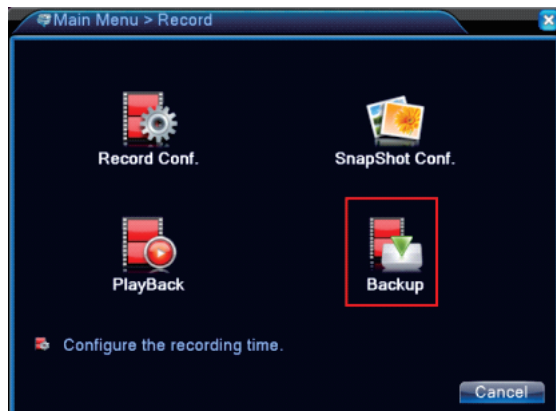 Main Menu > Record
Record Conf.
SnapShot Conf.
PlayBack
Backup
Configure the recording time.
Cancel